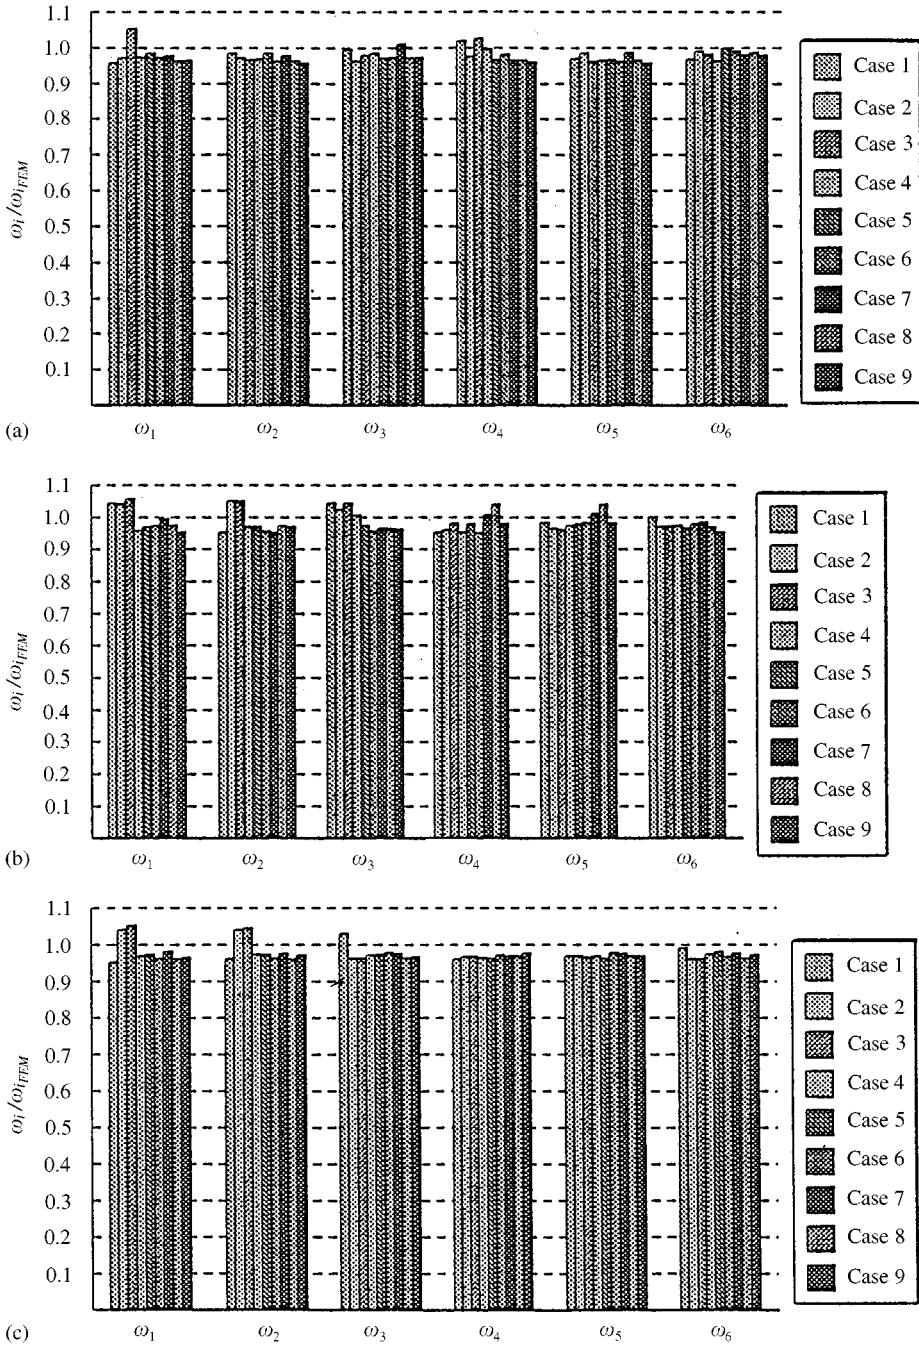 1.1
1.0
0.9
0.8
0.7
0.6
0.5
0.4
0.3
0.2
0.1
ωi/ωiFEM
(a)
ω1 ω2 ω3 ω4 ω5 ω6
Case 1
Case 2
Case 3
Case 4
Case 5
Case 6
Case 7
Case 8
Case 9
1.1
1.0
0.9
0.8
0.7
0.6
0.5
0.4
0.3
0.2
0.1
ωi/ωiFEM
(b)
ω1 ω2 ω3 ω4 ω5 ω6
Case 1
Case 2
Case 3
Case 4
Case 5
Case 6
Case 7
Case 8
Case 9
1.1
1.0
0.9
0.8
0.7
0.6
0.5
0.4
0.3
0.2
0.1
ωi/ωiFEM
(c)
ω1 ω2 ω3 ω4 ω5 ω6
Case 1
Case 2
Case 3
Case 4
Case 5
Case 6
Case 7
Case 8
Case 9